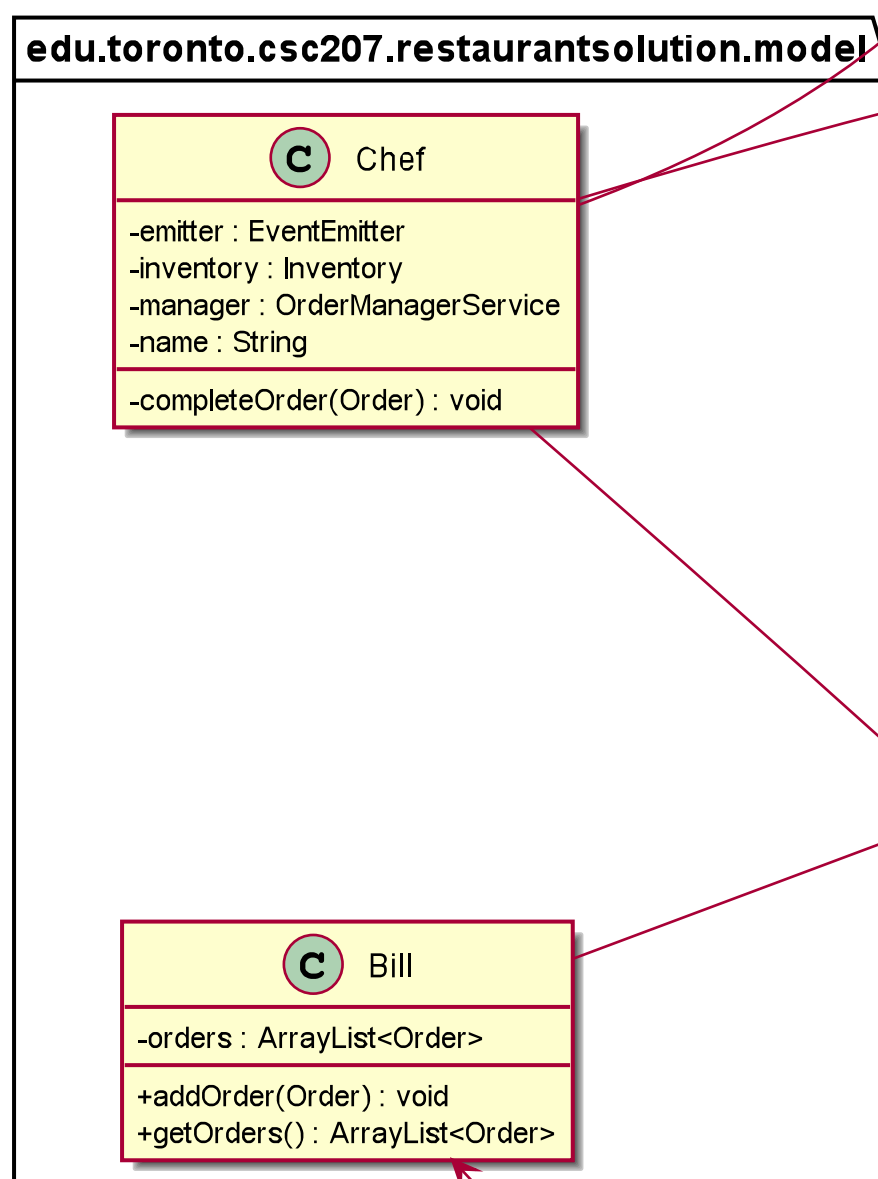 edu.toronto.csc207.restaurantsolution.model
C Chef
-emitter : EventEmitter
-inventory : Inventory
-manager : OrderManagerService
-name : String
-completeOrder(Order) : void
C Bill
-orders : ArrayList<Order>
+addOrder(Order) : void
+getOrders() : ArrayList<Order>